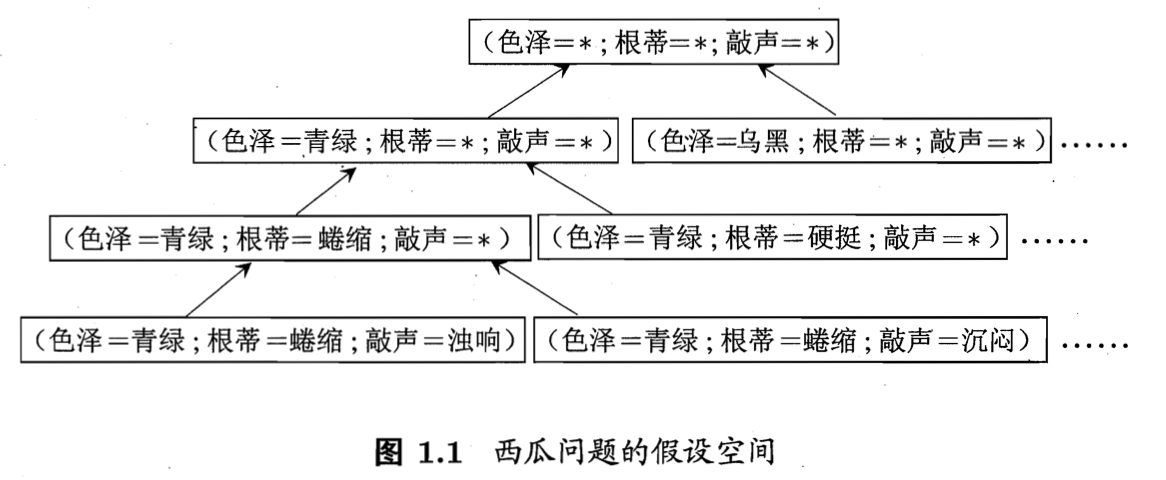 (色泽=*;根蒂=*;敲声=*)
(色泽=青绿;根蒂=*;敲声=*) (色泽=乌黑;根蒂=*;敲声=*) ······
(色泽=青绿;根蒂=蜷缩;敲声=*) (色泽=青绿;根蒂=硬挺;敲声=*) ······
(色泽=青绿;根蒂=蜷缩;敲声=浊响) (色泽=青绿;根蒂=蜷缩;敲声=沉闷) ······
图 1.1 西瓜问题的假设空间